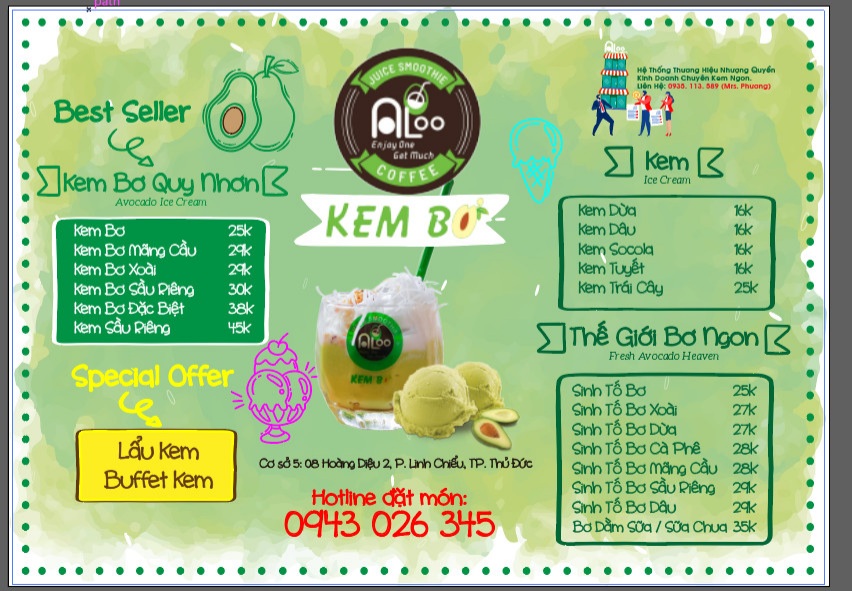 path
Best Seller
Kem Bơ Quy Nhơn
Avocado Ice Cream
Kem Bơ 25k
Kem Bơ Mãng Cầu 29k
Kem Bơ Xoài 29k
Kem Bơ Sầu Riêng 30k
Kem Bơ Đặc Biệt 38k
Kem Sầu Riêng 45k
Special Offer
Lẩu Kem
Buffet Kem
JUICE SMOOTHIE
ALoo
Enjoy One
Get Much
COFFEE
KEM BƠ
ALoo
KEM B
Cơ sở 5: 08 Hoàng Diệu 2, P. Linh Chiểu, TP. Thủ Đức
Hotline đặt món:
0943 026 345
ALoo
Hệ Thống Thương Hiệu Nhượng Quyền
Kinh Doanh Chuyên Kem Ngon.
Liên Hệ: 0935. 113. 589 (Mrs. Phương)
Kem
Ice Cream
Kem Dừa 16k
Kem Dâu 16k
Kem Socola 16k
Kem Tuyết 16k
Kem Trái Cây 25k
Thế Giới Bơ Ngon
Fresh Avocado Heaven
Sinh Tố Bơ 25k
Sinh Tố Bơ Xoài 27k
Sinh Tố Bơ Dừa 27k
Sinh Tố Bơ Cà Phê 28k
Sinh Tố Bơ Mãng Cầu 28k
Sinh Tố Bơ Sầu Riêng 29k
Sinh Tố Bơ Dâu 29k
Bơ Dầm Sữa / Sữa Chua 35k